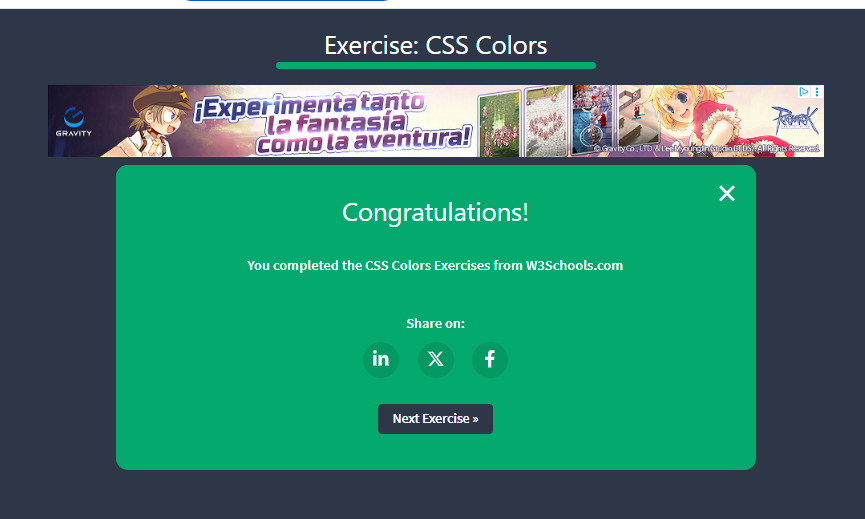 Exercise: CSS Colors
¡Experimenta tanto
la fantasía
como la aventura!
GRAVITY
RAGNAROK
© Gravity Co., LTD. & Lee MyoungJin(studio DTDS). All Rights Reserved.
Congratulations!
You completed the CSS Colors Exercises from W3Schools.com
Share on:
Next Exercise »